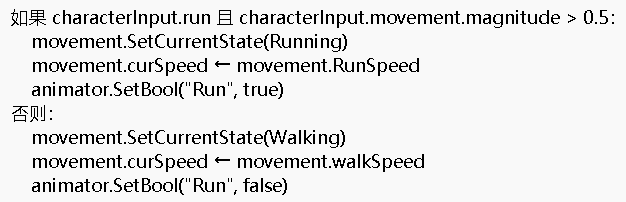 如果 characterInput.run 且 characterInput.movement.magnitude > 0.5:
movement.SetCurrentState(Running)
movement.curSpeed ← movement.RunSpeed
animator.SetBool("Run", true)
否则:
movement.SetCurrentState(Walking)
movement.curSpeed ← movement.walkSpeed
animator.SetBool("Run", false)